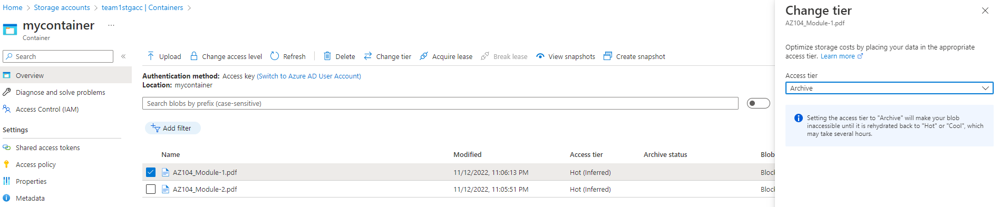 Home > Storage accounts > team1stgacc | Containers >
mycontainer ...
Container
Search
«
Overview
Diagnose and solve problems
Access Control (IAM)
Settings
Shared access tokens
Access policy
Properties
Metadata
Upload Change access level Refresh Delete Change tier Acquire lease Break lease View snapshots Create snapshot
Authentication method: Access key (Switch to Azure AD User Account)
Location: mycontainer
Search blobs by prefix (case-sensitive)
Add filter
Name Modified Access tier Archive status Blob
AZ104_Module-1.pdf 11/12/2022, 11:06:13 PM Hot (Inferred) Block
AZ104_Module-2.pdf 11/12/2022, 11:05:51 PM Hot (Inferred) Block
Change tier
AZ104_Module-1.pdf
Optimize storage costs by placing your data in the appropriate
access tier. Learn more
Access tier
Archive
Setting the access tier to "Archive" will make your blob
inaccessible until it is rehydrated back to "Hot" or "Cool", which
may take several hours.